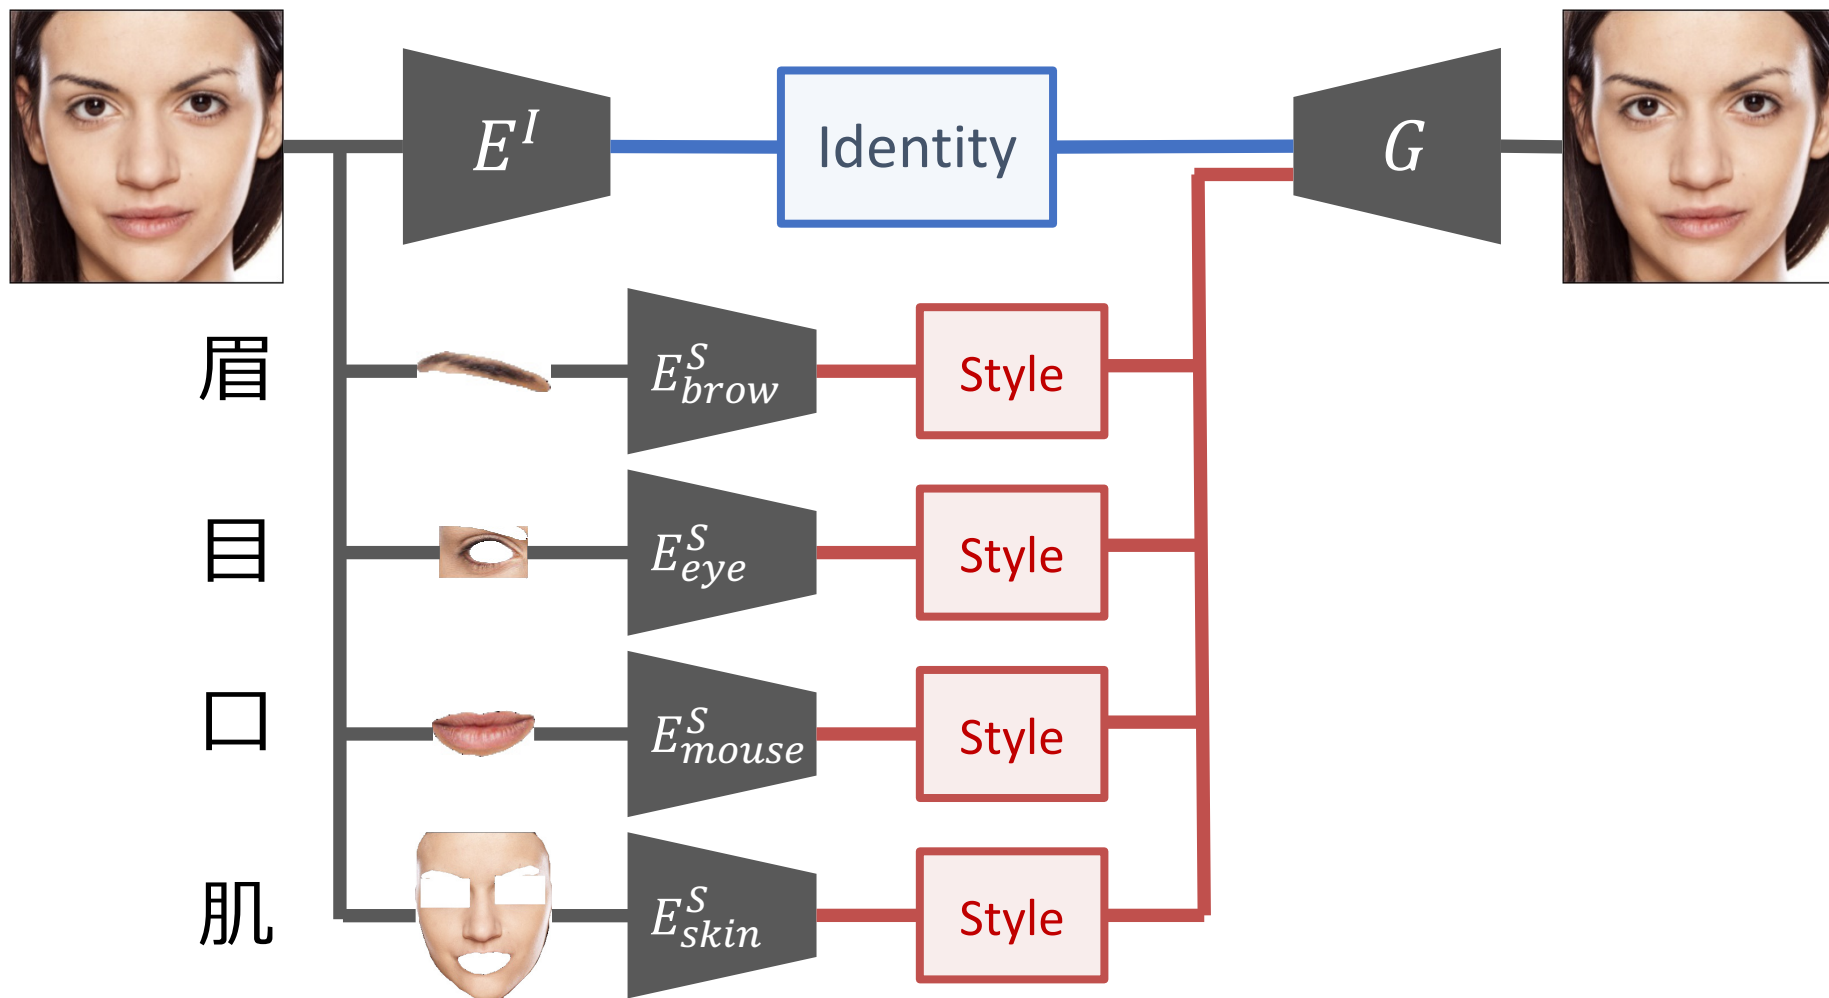 E^I Identity G
眉 E^S_brow Style
目 E^S_eye Style
口 E^S_mouse Style
肌 E^S_skin Style